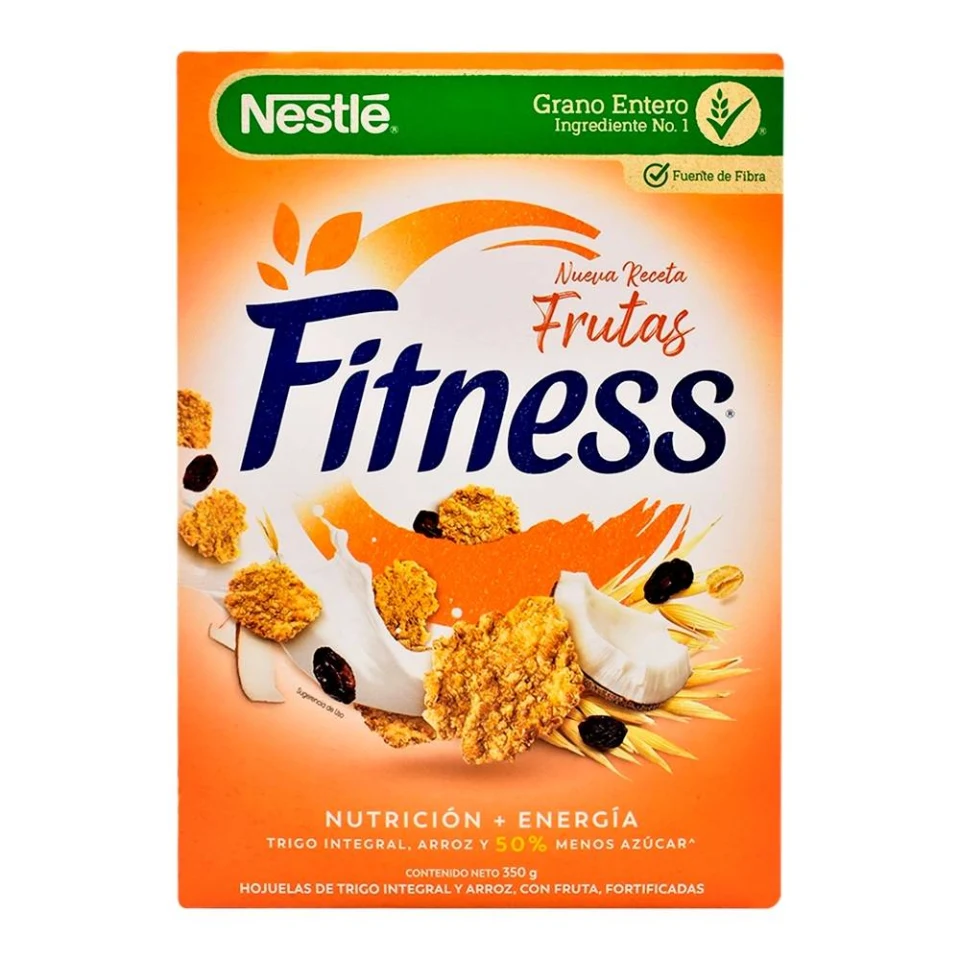 Nestlé®
Grano Entero
Ingrediente No. 1
®
Fuente de Fibra
Nueva Receta
Frutas
Fitness®
Sugerencia de Uso
NUTRICIÓN + ENERGÍA
TRIGO INTEGRAL, ARROZ Y 50% MENOS AZÚCAR^
CONTENIDO NETO 350 g
HOJUELAS DE TRIGO INTEGRAL Y ARROZ, CON FRUTA, FORTIFICADAS